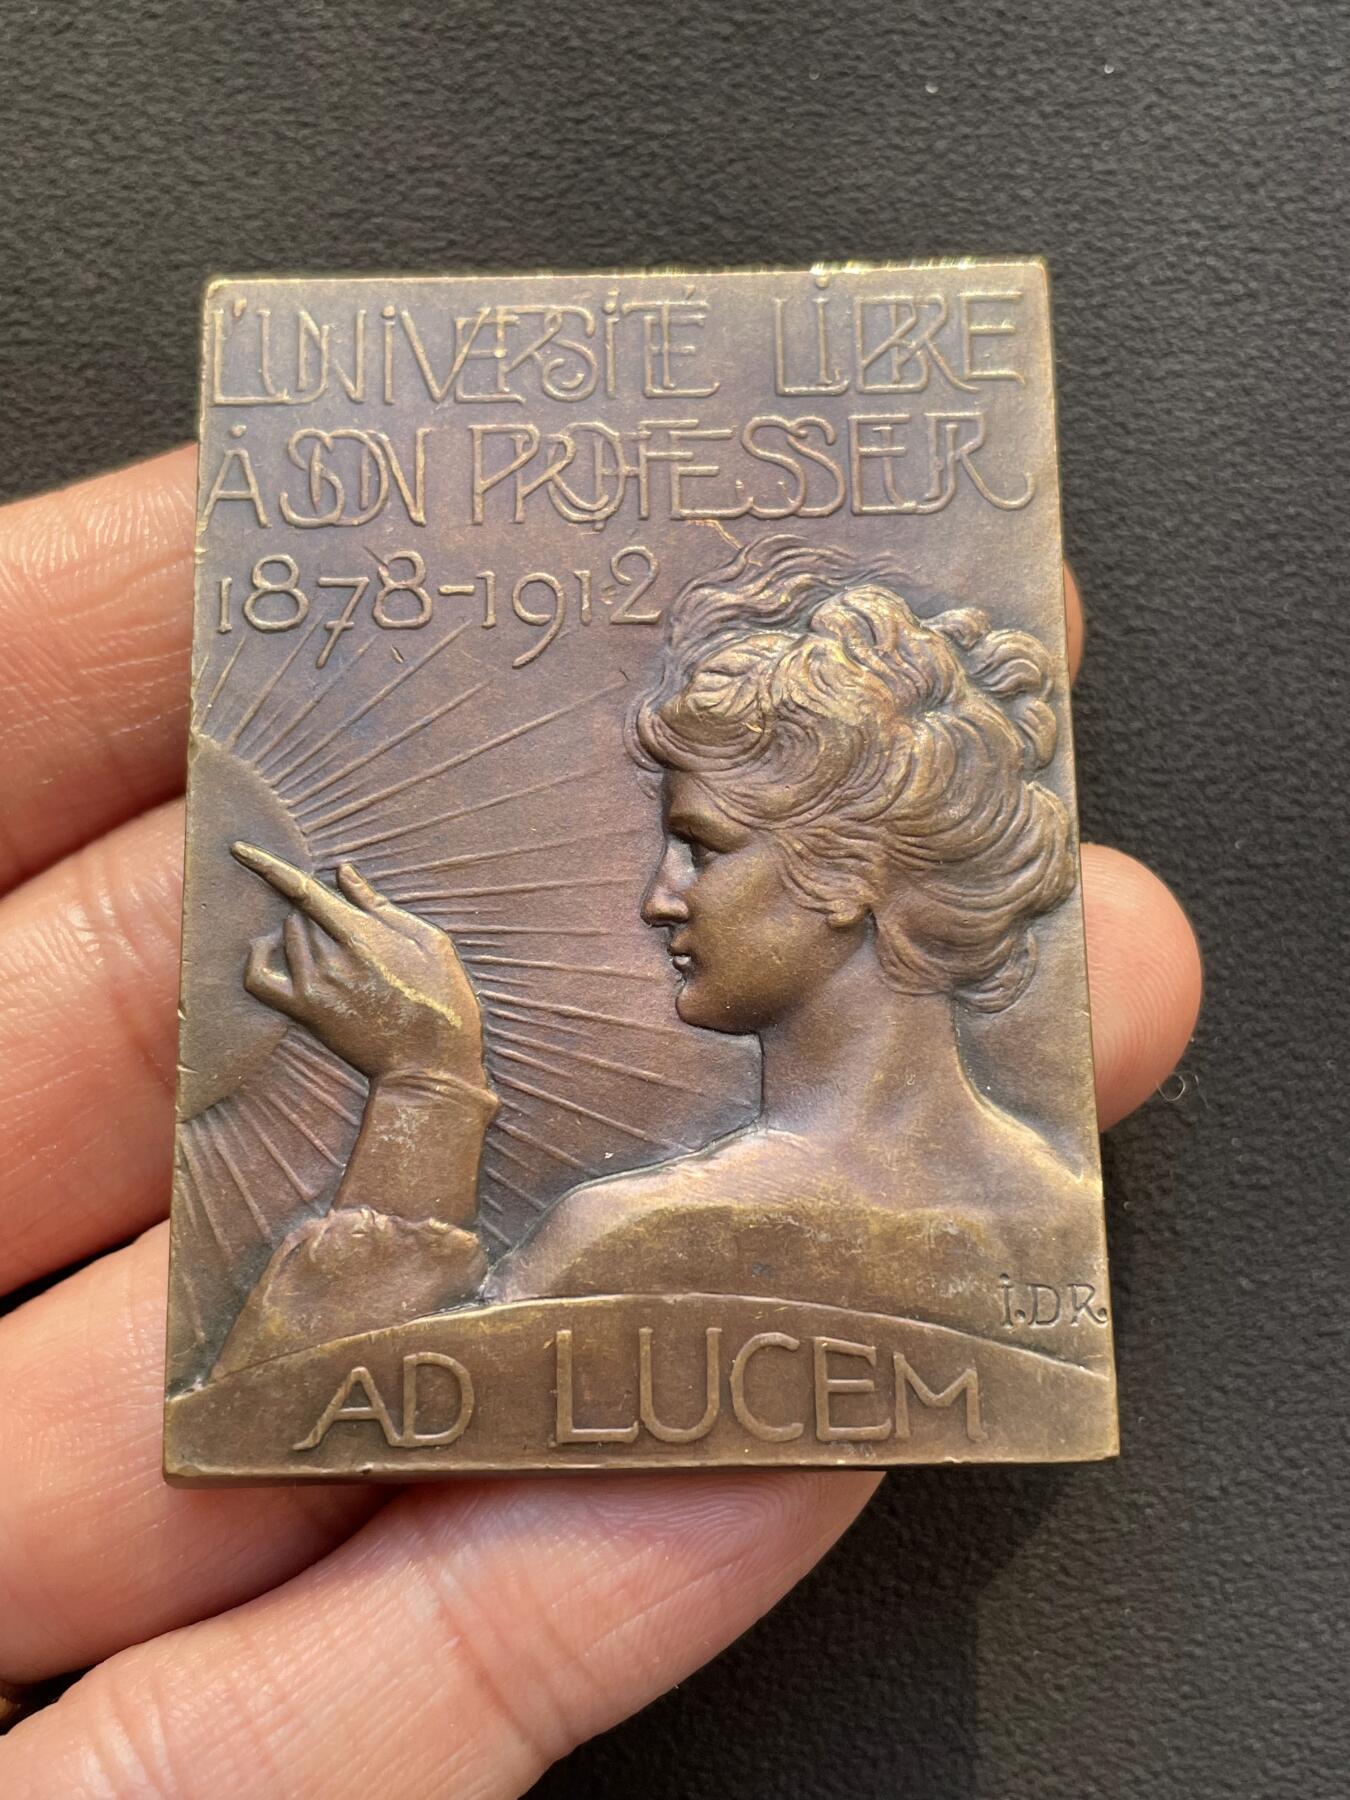 L'UNIVERSITÉ LIBRE
À SON PROFESSEUR
1878-1912
I.DR.
AD LUCEM